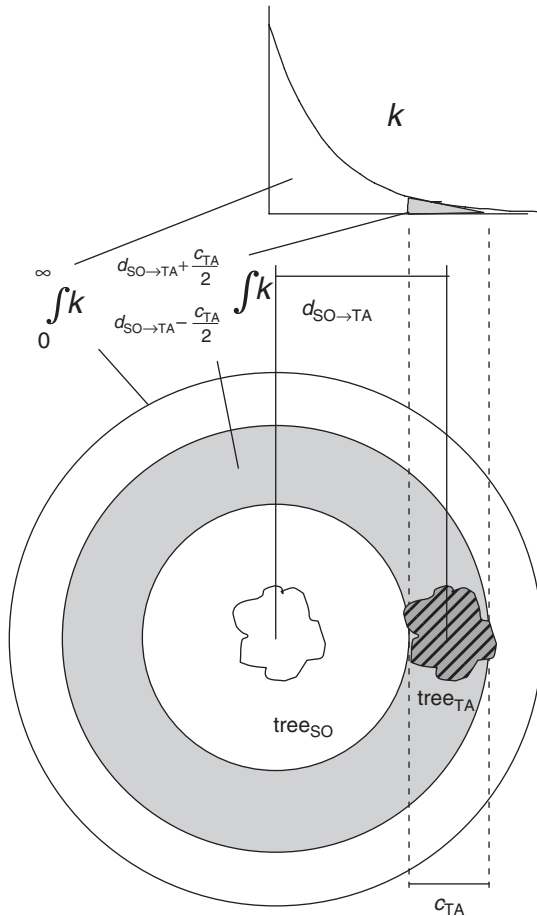 k
∞
∫k
0
d_SO→TA + c_TA/2
∫k
d_SO→TA − c_TA/2
d_SO→TA
tree_SO
tree_TA
c_TA